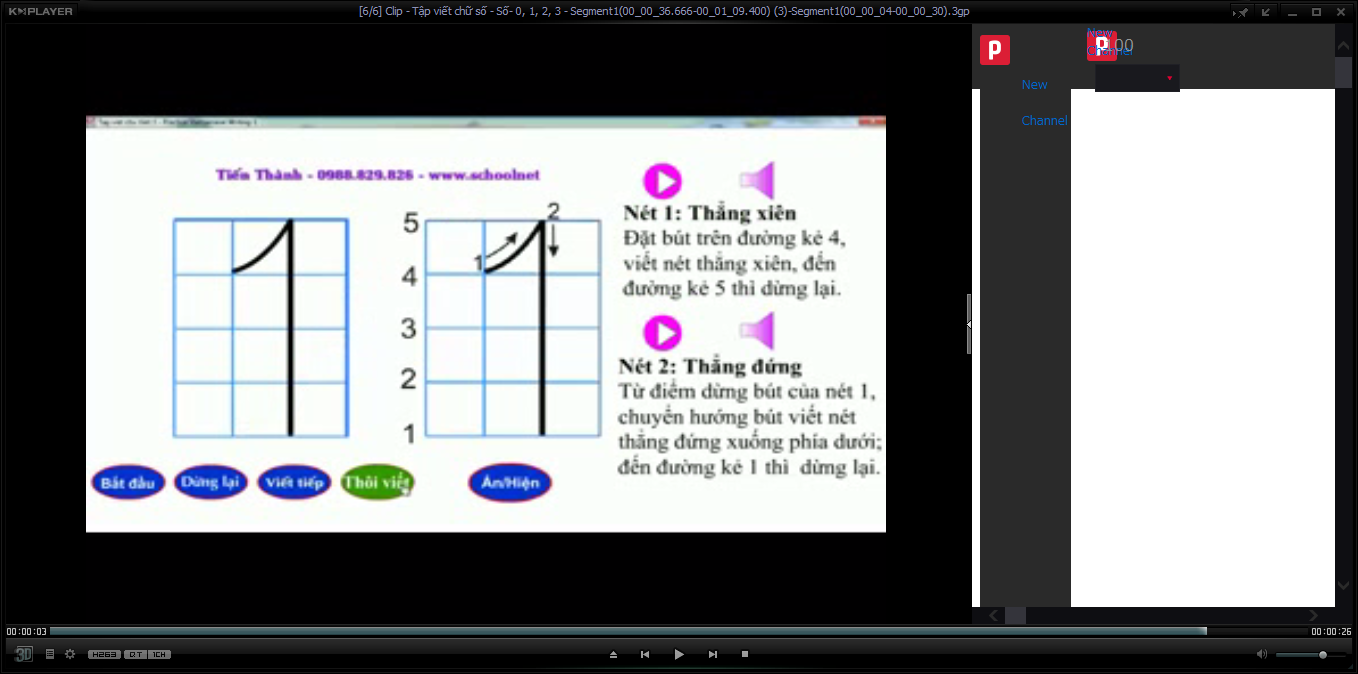 KMPLAYER
[6/6] Clip - Tập viết chữ số - Số- 0, 1, 2, 3 - Segment1(00_00_36.666-00_01_09.400) (3)-Segment1(00_00_04-00_00_30).3gp
Tiến Thành - 0988.829.826 - www.schoolnet
5
4
3
2
1
1
2
Nét 1: Thẳng xiên
Đặt bút trên đường kẻ 4,
viết nét thẳng xiên, đến
đường kẻ 5 thì dừng lại.
Nét 2: Thẳng đứng
Từ điểm dừng bút của nét 1,
chuyển hướng bút viết nét
thẳng đứng xuống phía dưới;
đến đường kẻ 1 thì dừng lại.
Bắt đầu
Dừng lại
Viết tiếp
Thôi viết
Ẩn/Hiện
p
New
Channel
p
New
Channel
00:00:03
00:00:26
3D
H263
QT
1CH